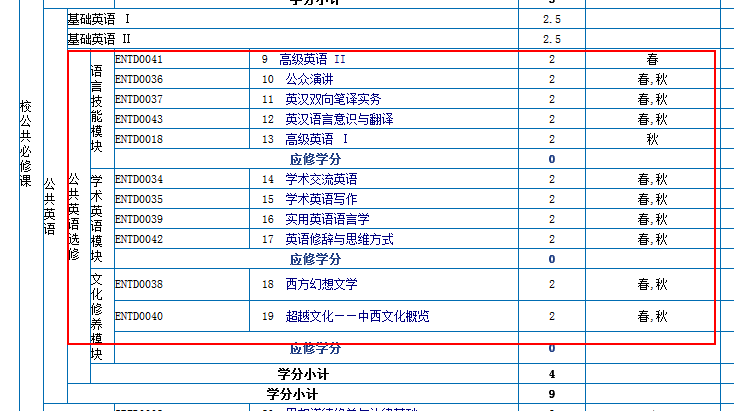 学分小计
基础英语 Ⅰ 2.5
基础英语 II 2.5
校公共必修课
公共英语
公共英语选修
语言技能模块
ENTD0041 9 高级英语 II 2 春
ENTD0036 10 公众演讲 2 春,秋
ENTD0037 11 英汉双向笔译实务 2 春,秋
ENTD0043 12 英汉语言意识与翻译 2 春,秋
ENTD0018 13 高级英语 Ⅰ 2 秋
应修学分 0
学术英语模块
ENTD0034 14 学术交流英语 2 春,秋
ENTD0035 15 学术英语写作 2 春,秋
ENTD0039 16 实用英语语言学 2 春,秋
ENTD0042 17 英语修辞与思维方式 2 春,秋
应修学分 0
文化修养模块
ENTD0038 18 西方幻想文学 2 春,秋
ENTD0040 19 超越文化——中西文化概览 2 春,秋
应修学分 0
学分小计 4
学分小计 9